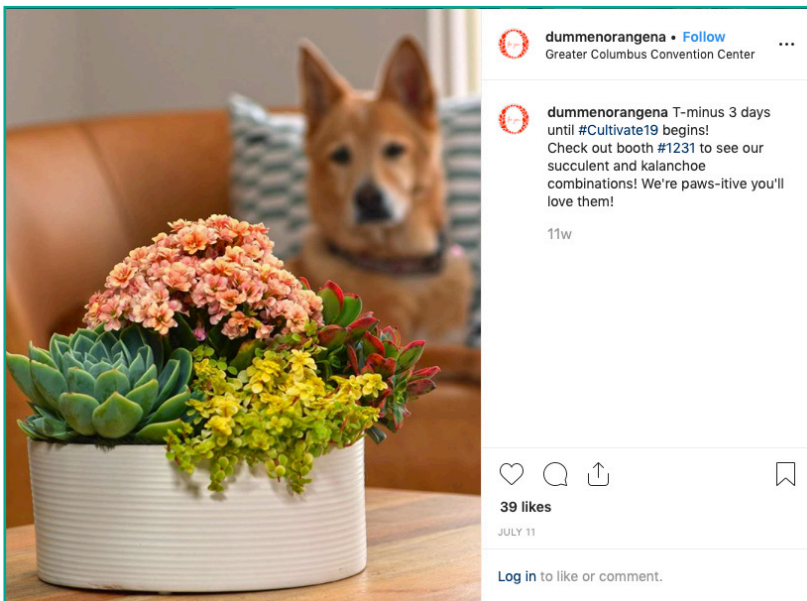 dummenorangena • Follow
Greater Columbus Convention Center
dummenorangena T-minus 3 days
until #Cultivate19 begins!
Check out booth #1231 to see our
succulent and kalanchoe
combinations! We're paws-itive you'll
love them!
11w
39 likes
JULY 11
Log in to like or comment.